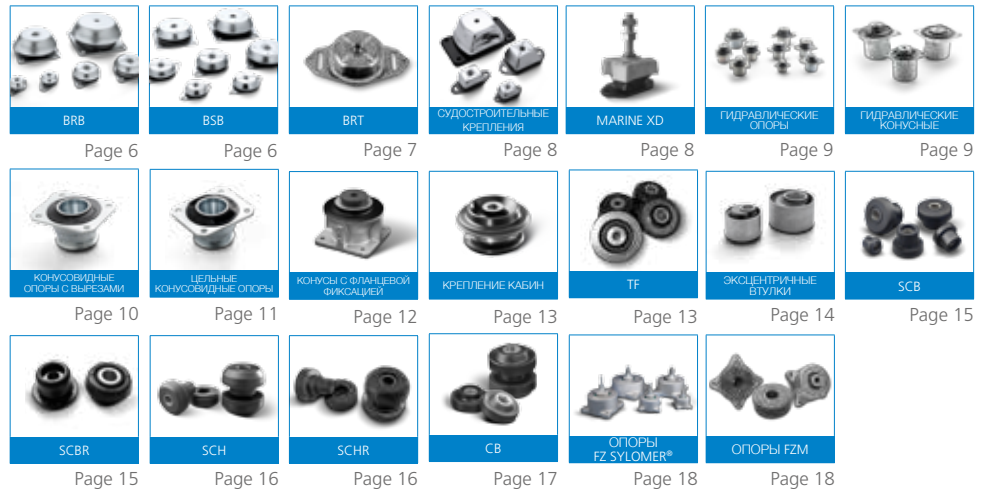 BRB
BSB
BRT
СУДОСТРОИТЕЛЬНЫЕ
КРЕПЛЕНИЯ
MARINE XD
ГИДРАВЛИЧЕСКИЕ
ОПОРЫ
ГИДРАВЛИЧЕСКИЕ
КОНУСНЫЕ
Page 6
Page 6
Page 7
Page 8
Page 8
Page 9
Page 9
КОНУСОВИДНЫЕ
ОПОРЫ С ВЫРЕЗАМИ
ЦЕЛЬНЫЕ
КОНУСОВИДНЫЕ ОПОРЫ
КОНУСЫ С ФЛАНЦЕВОЙ
ФИКСАЦИЕЙ
КРЕПЛЕНИЕ КАБИН
TF
ЭКСЦЕНТРИЧНЫЕ
ВТУЛКИ
SCB
Page 10
Page 11
Page 12
Page 13
Page 13
Page 14
Page 15
SCBR
SCH
SCHR
CB
ОПОРЫ
FZ SYLOMER®
ОПОРЫ FZM
Page 15
Page 16
Page 16
Page 17
Page 18
Page 18